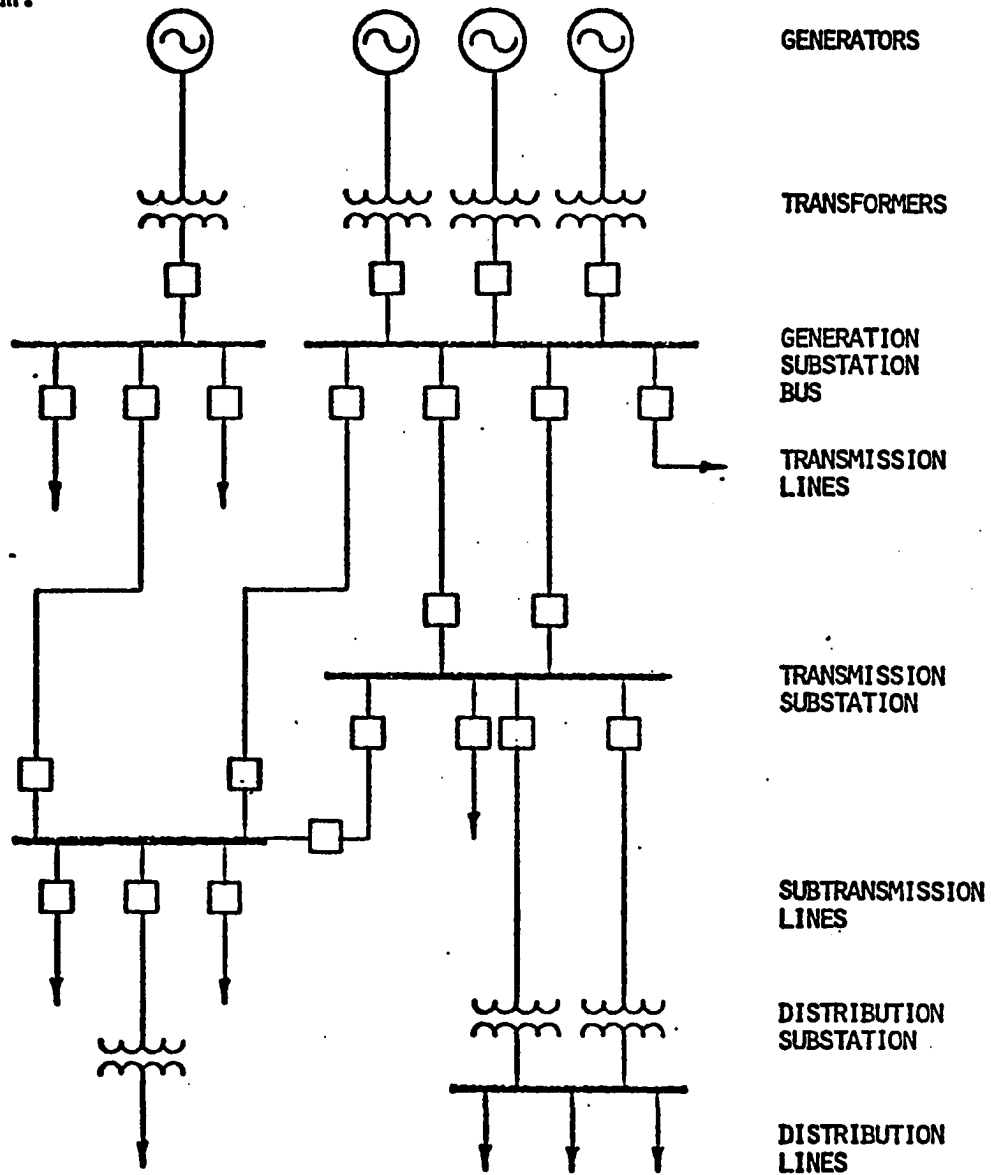 GENERATORS
TRANSFORMERS
GENERATION
SUBSTATION
BUS
TRANSMISSION
LINES
TRANSMISSION
SUBSTATION
SUBTRANSMISSION
LINES
DISTRIBUTION
SUBSTATION
DISTRIBUTION
LINES